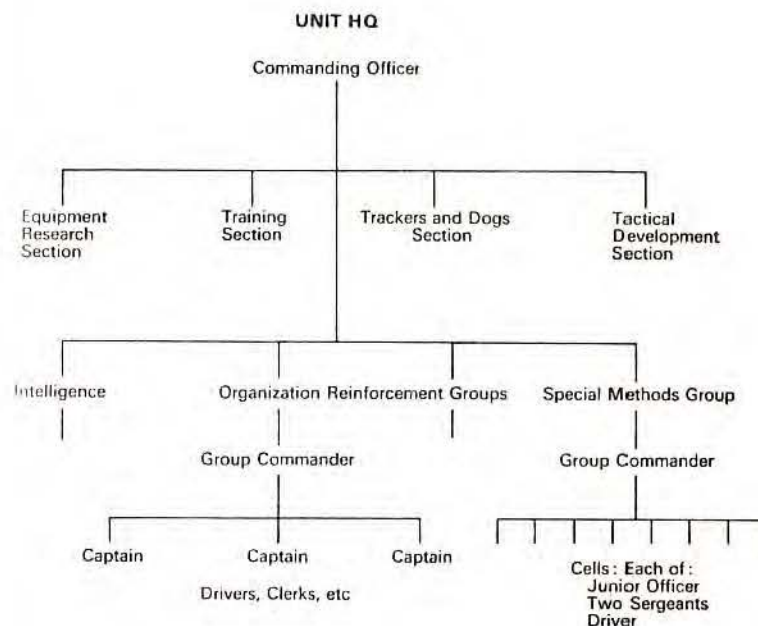 UNIT HQ
Commanding Officer
Equipment
Research
Section
Training
Section
Trackers and Dogs
Section
Tactical
Development
Section
Intelligence
Organization Reinforcement Groups
Special Methods Group
Group Commander
Group Commander
Captain
Captain
Captain
Drivers, Clerks, etc
Cells: Each of:
Junior Officer
Two Sergeants
Driver